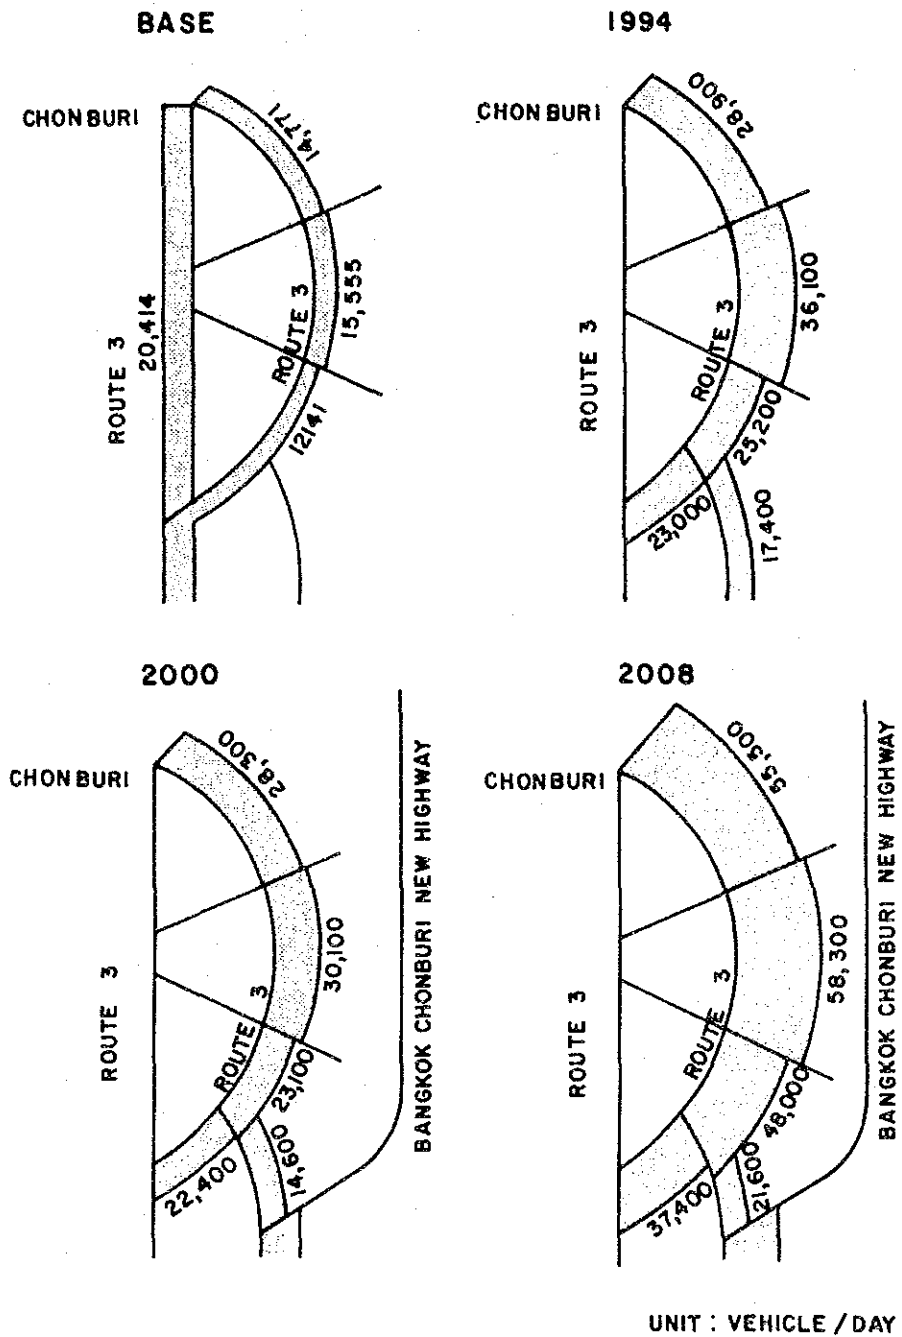 BASE
CHONBURI
14,771
15,555
ROUTE 3
12141
ROUTE 3
20,414
1994
CHONBURI
28,900
36,100
ROUTE 3
25,200
23,000
17,400
ROUTE 3
2000
CHONBURI
28,300
30,100
ROUTE 3
23,100
14,600
22,400
ROUTE 3
BANGKOK CHONBURI NEW HIGHWAY
2008
CHONBURI
55,500
58,300
ROUTE 3
48,000
21,600
37,400
ROUTE 3
BANGKOK CHONBURI NEW HIGHWAY
UNIT : VEHICLE / DAY